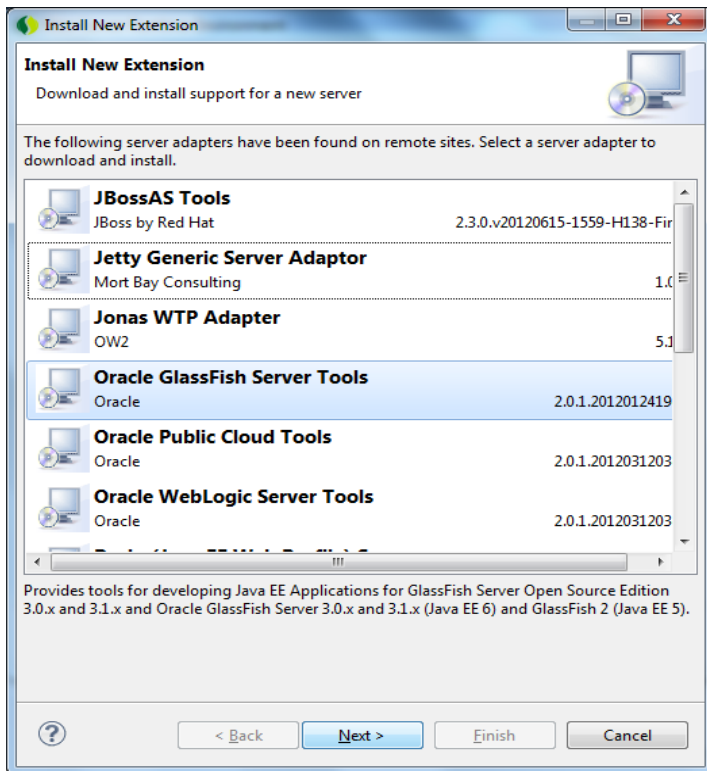 Install New Extension
Install New Extension
Download and install support for a new server
The following server adapters have been found on remote sites. Select a server adapter to
download and install.
JBossAS Tools
JBoss by Red Hat 2.3.0.v20120615-1559-H138-Fir
Jetty Generic Server Adaptor
Mort Bay Consulting 1.0
Jonas WTP Adapter
OW2 5.1
Oracle GlassFish Server Tools
Oracle 2.0.1.2012012419
Oracle Public Cloud Tools
Oracle 2.0.1.2012031203
Oracle WebLogic Server Tools
Oracle 2.0.1.2012031203
Provides tools for developing Java EE Applications for GlassFish Server Open Source Edition
3.0.x and 3.1.x and Oracle GlassFish Server 3.0.x and 3.1.x (Java EE 6) and GlassFish 2 (Java EE 5).
? < Back Next > Finish Cancel